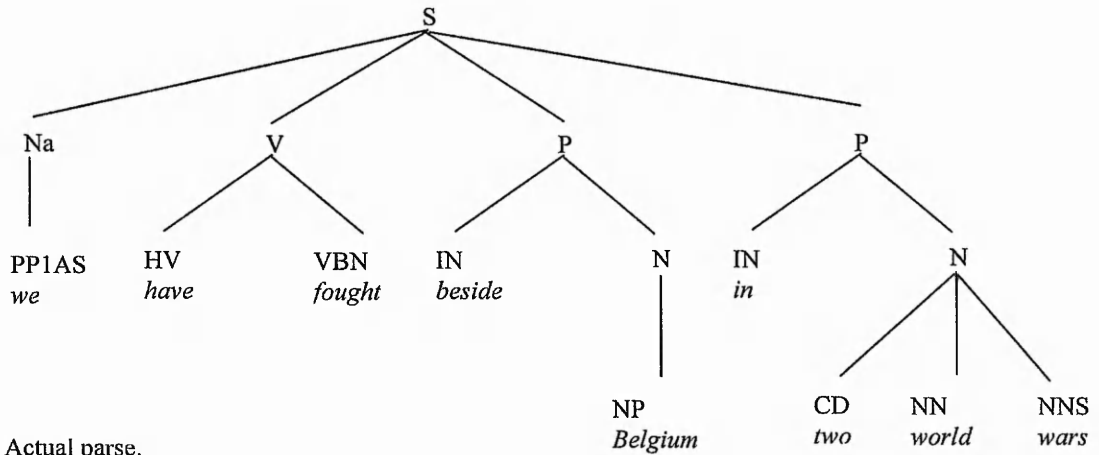 S
Na V P P
PP1AS HV VBN IN N IN N
we have fought beside in
NP CD NN NNS
Belgium two world wars
Actual parse.